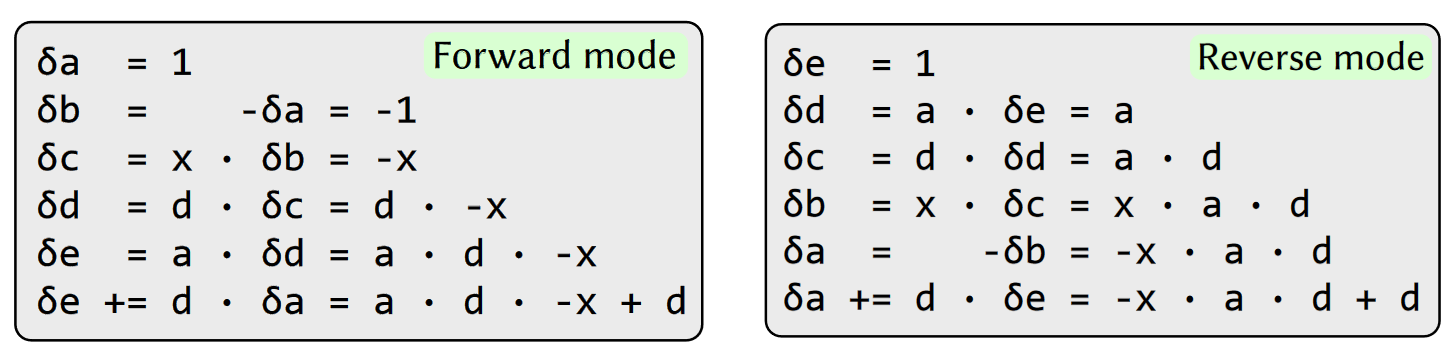 Forward mode
δa = 1
δb = -δa = -1
δc = x · δb = -x
δd = d · δc = d · -x
δe = a · δd = a · d · -x
δe += d · δa = a · d · -x + d
Reverse mode
δe = 1
δd = a · δe = a
δc = d · δd = a · d
δb = x · δc = x · a · d
δa = -δb = -x · a · d
δa += d · δe = -x · a · d + d